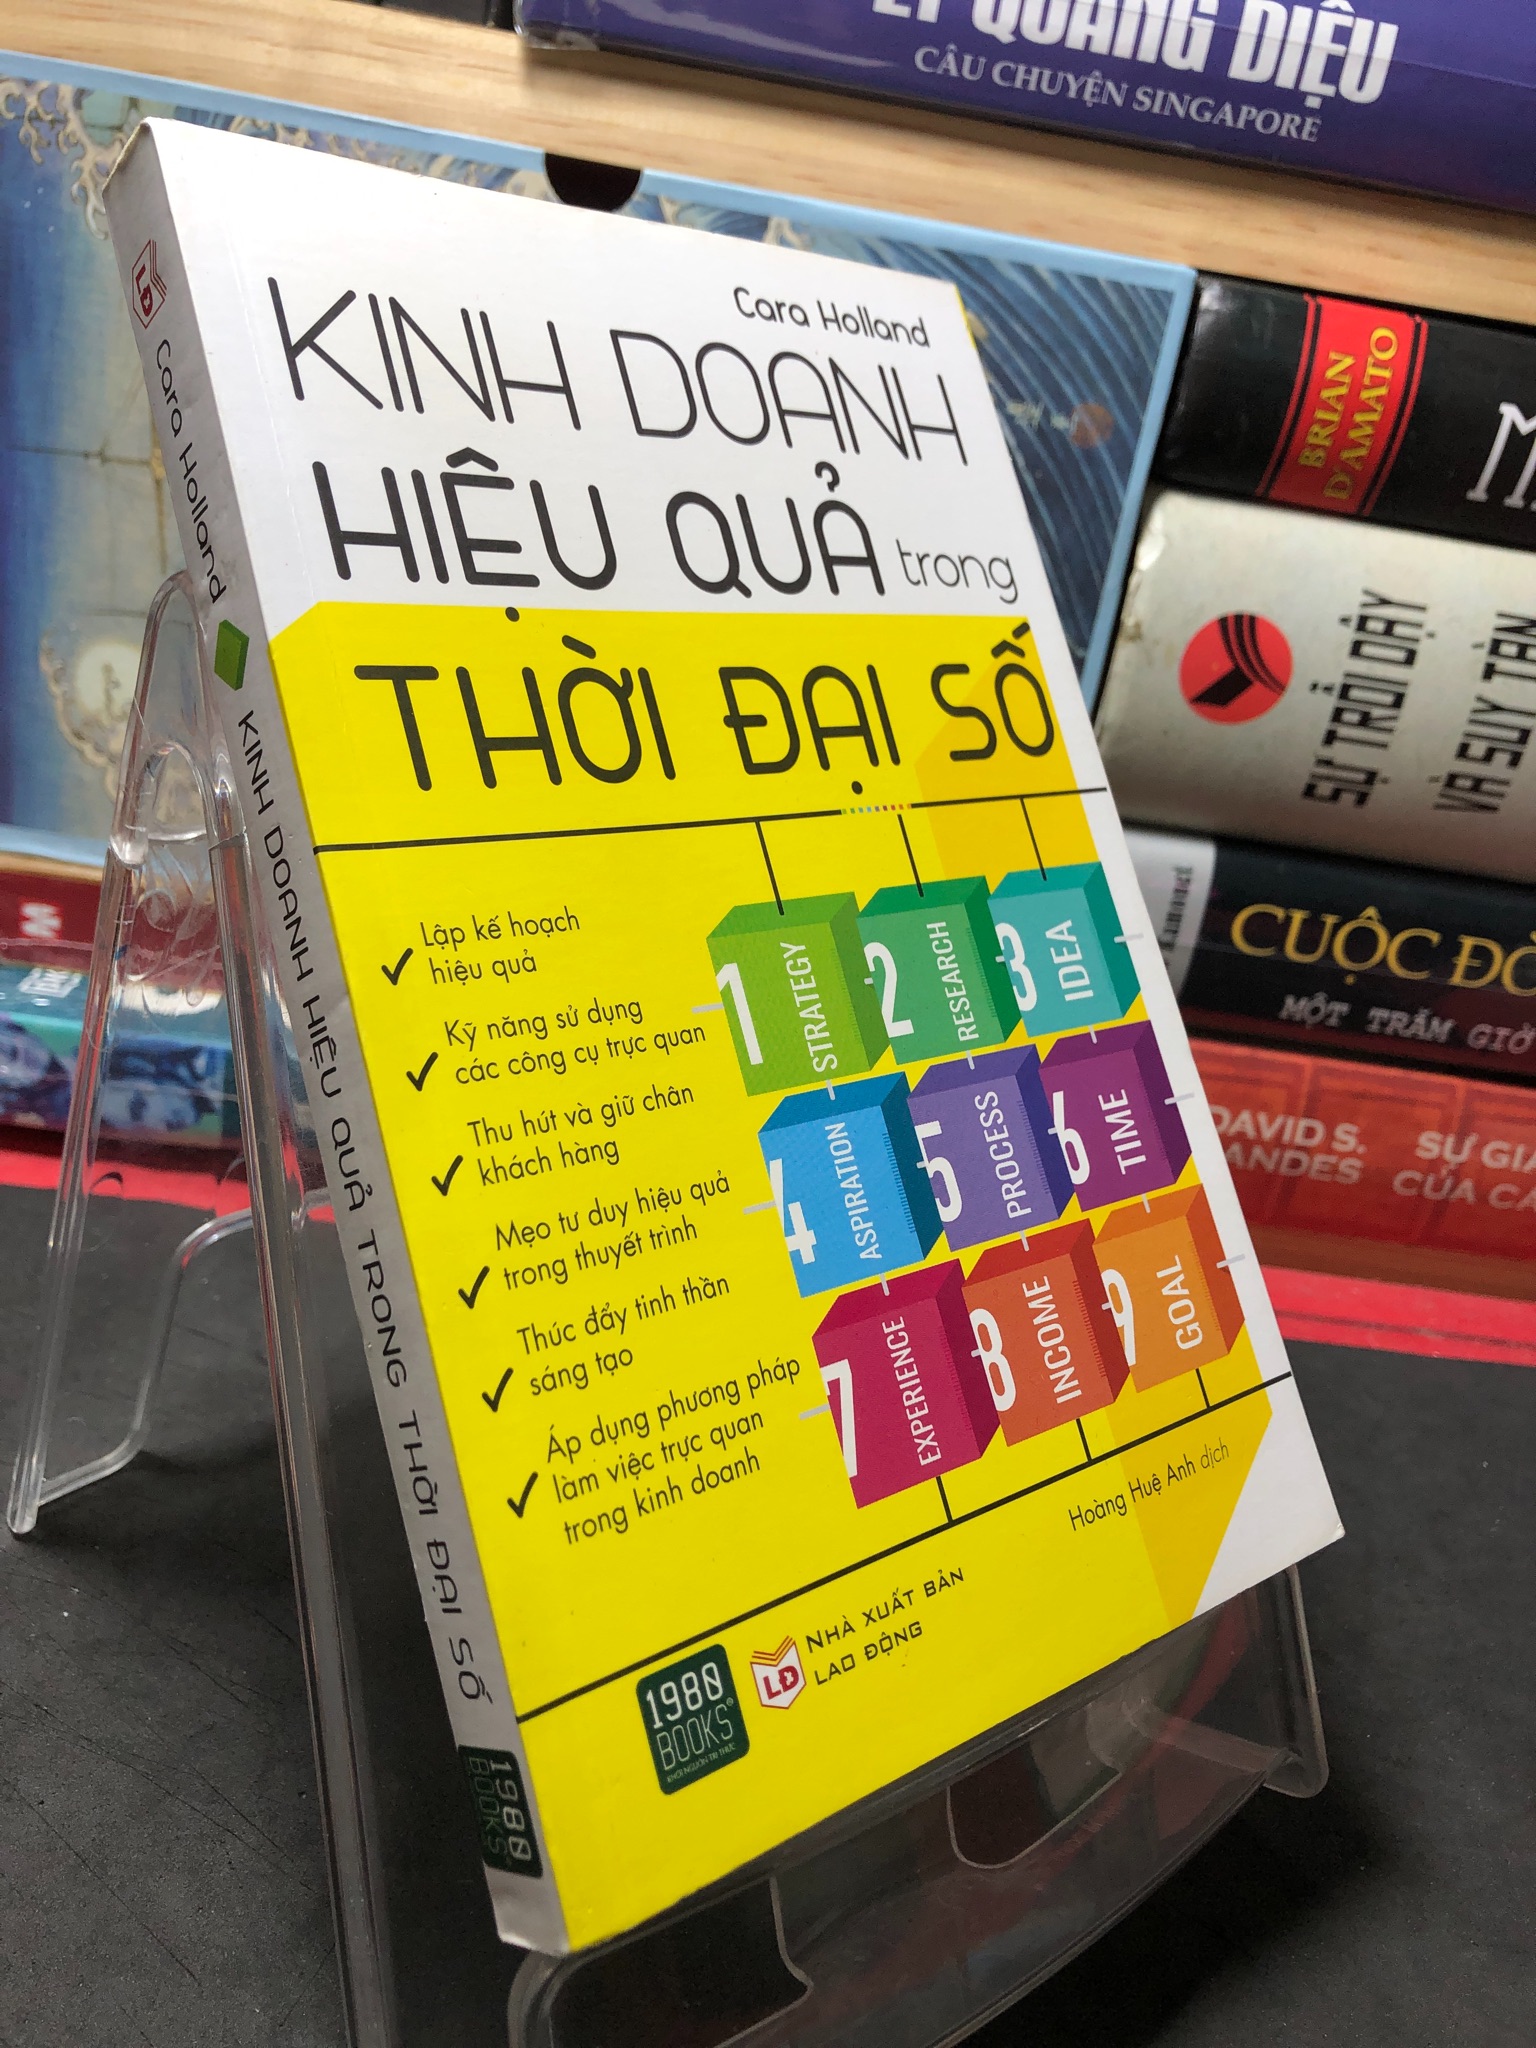 QUANG DIỆU
CÂU CHUYỆN SINGAPORE
BRIAN
D'AMATO
SỰ TRỖI DẬY
VÀ SUY TÀN
CUỘC
MỘT TRĂM GIỜ
DAVID S.
SỰ
CỦA
LĐ
Cara Holland
KINH DOANH HIỆU QUẢ TRONG THỜI ĐẠI SỐ
1980
BOOKS
Cara Holland
KINH DOANH
HIỆU QUẢ trong
THỜI ĐẠI SỐ
✓ Lập kế hoạch
hiệu quả
✓ Kỹ năng sử dụng
các công cụ trực quan
✓ Thu hút và giữ chân
khách hàng
✓ Mẹo tư duy hiệu quả
trong thuyết trình
✓ Thúc đẩy tinh thần
sáng tạo
✓ Áp dụng phương pháp
làm việc trực quan
trong kinh doanh
1 STRATEGY
2 RESEARCH
3 IDEA
4 ASPIRATION
5 PROCESS
6 TIME
7 EXPERIENCE
8 INCOME
9 GOAL
Hoàng Huệ Anh dịch
1980
BOOKS®
KHƠI NGUỒN TRI THỨC
LĐ
NHÀ XUẤT BẢN
LAO ĐỘNG